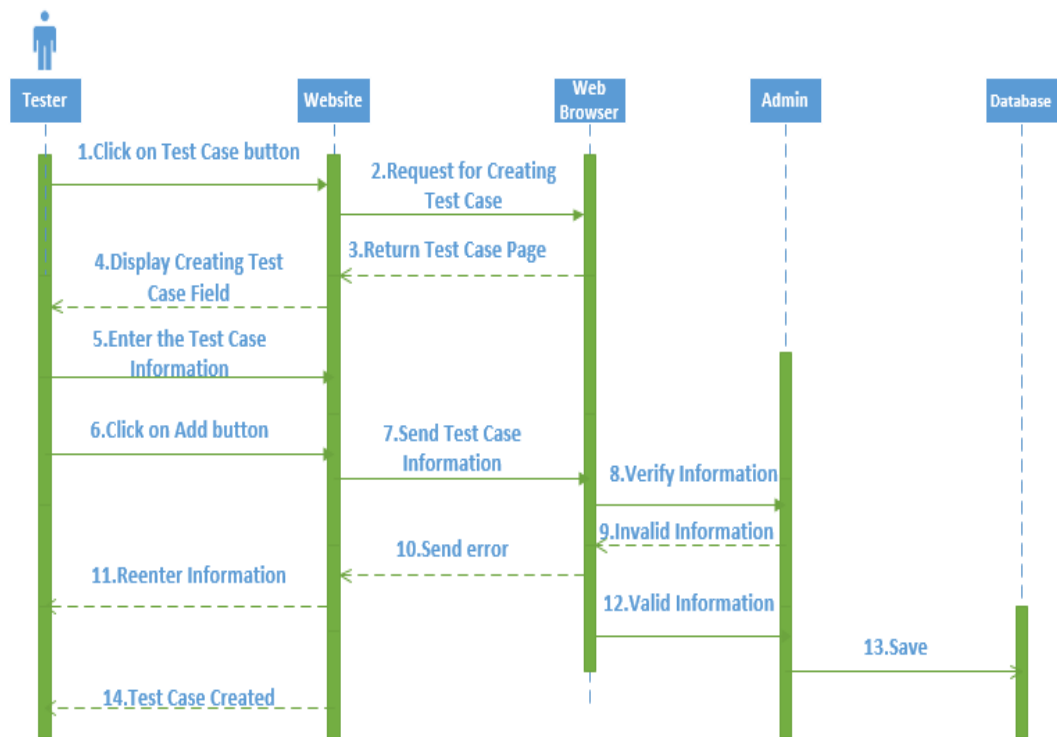 Tester
Website
Web
Browser
Admin
Database
1.Click on Test Case button
2.Request for Creating
Test Case
3.Return Test Case Page
4.Display Creating Test
Case Field
5.Enter the Test Case
Information
6.Click on Add button
7.Send Test Case
Information
8.Verify Information
9.Invalid Information
10.Send error
11.Reenter Information
12.Valid Information
13.Save
14.Test Case Created